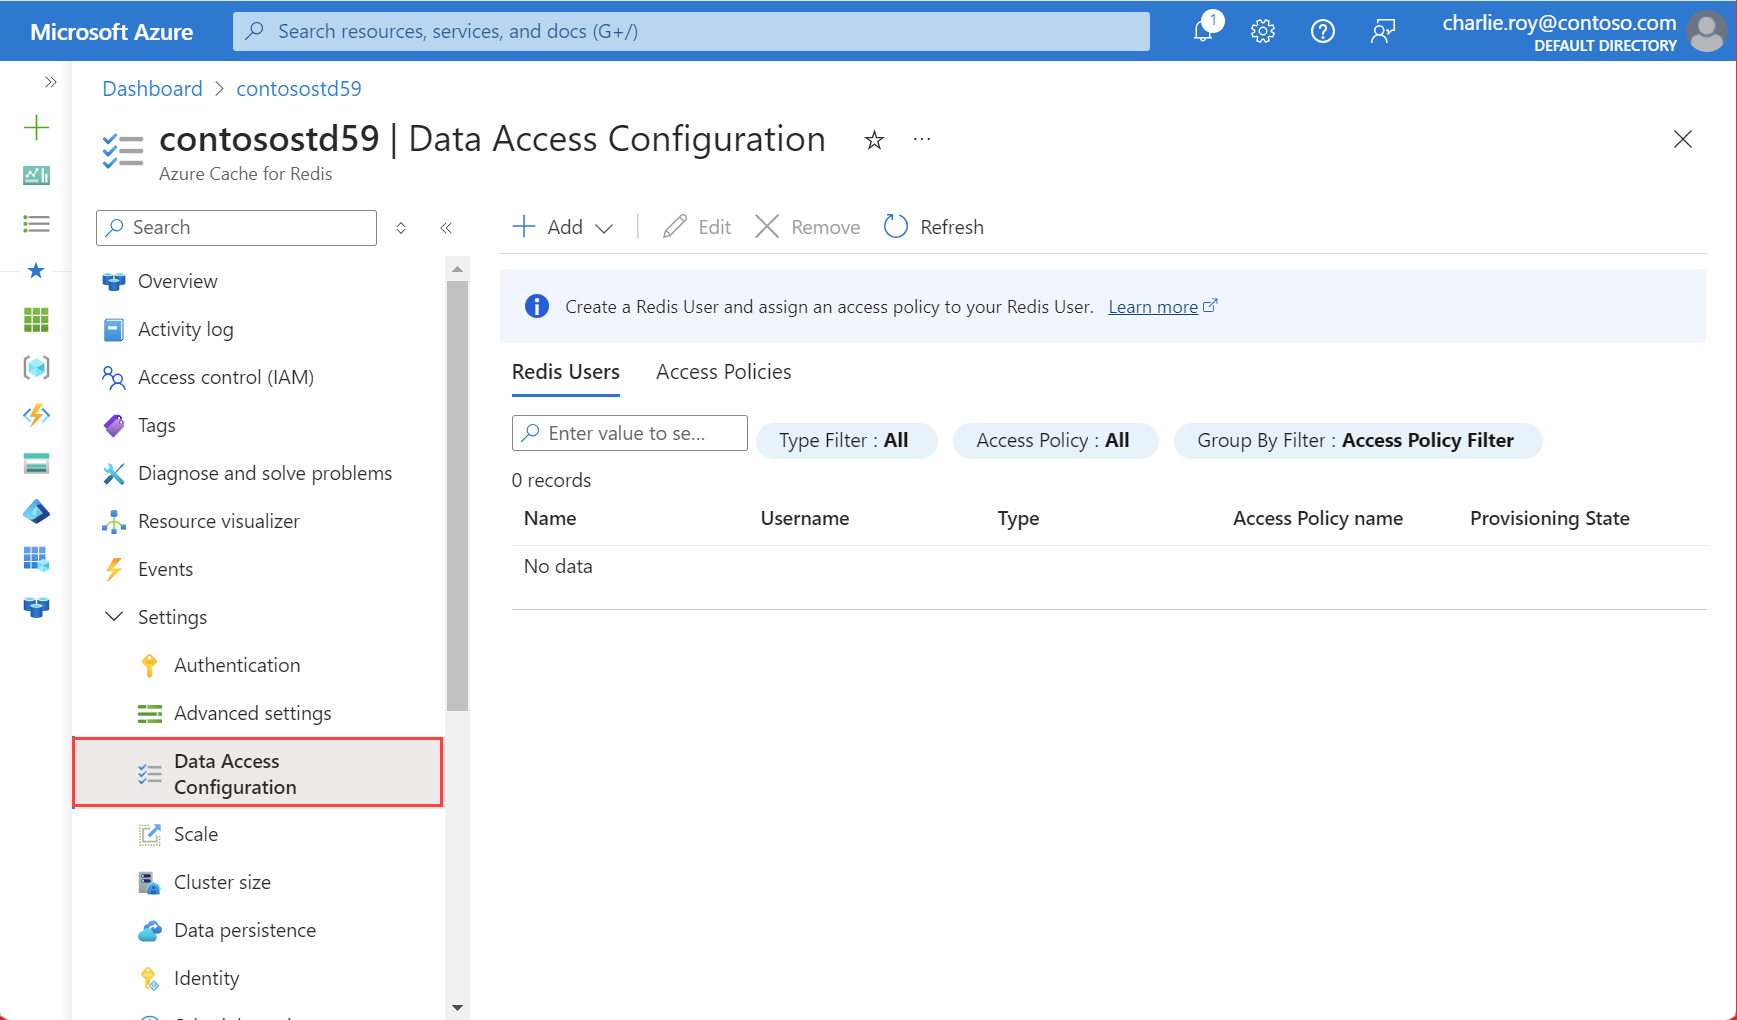 Microsoft Azure
Search resources, services, and docs (G+/)
1
charlie.roy@contoso.com
DEFAULT DIRECTORY
Dashboard > contosostd59
contosostd59 | Data Access Configuration
Azure Cache for Redis
Search
Add
Edit
Remove
Refresh
Overview
Activity log
Access control (IAM)
Tags
Diagnose and solve problems
Resource visualizer
Events
Settings
Authentication
Advanced settings
Data Access
Configuration
Scale
Cluster size
Data persistence
Identity
Create a Redis User and assign an access policy to your Redis User. Learn more
Redis Users
Access Policies
Enter value to se...
Type Filter : All
Access Policy : All
Group By Filter : Access Policy Filter
0 records
Name
Username
Type
Access Policy name
Provisioning State
No data